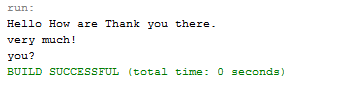 run:
Hello How are Thank you there.
very much!
you?
BUILD SUCCESSFUL (total time: 0 seconds)